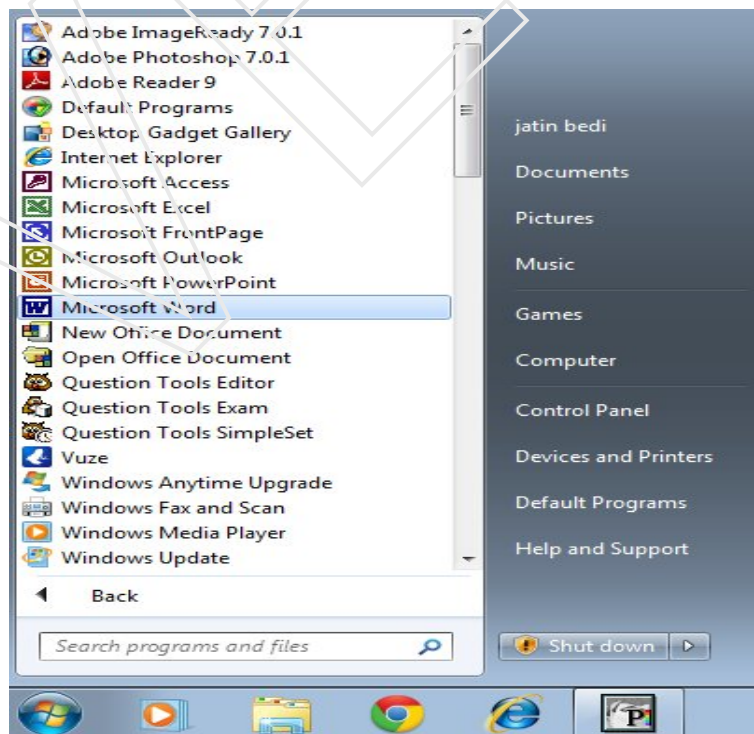 Adobe ImageReady 7.0.1
Adobe Photoshop 7.0.1
Adobe Reader 9
Default Programs
Desktop Gadget Gallery
Internet Explorer
Microsoft Access
Microsoft Excel
Microsoft FrontPage
Microsoft Outlook
Microsoft PowerPoint
Microsoft Word
New Office Document
Open Office Document
Question Tools Editor
Question Tools Exam
Question Tools SimpleSet
Vuze
Windows Anytime Upgrade
Windows Fax and Scan
Windows Media Player
Windows Update
Back
Search programs and files
jatin bedi
Documents
Pictures
Music
Games
Computer
Control Panel
Devices and Printers
Default Programs
Help and Support
Shut down